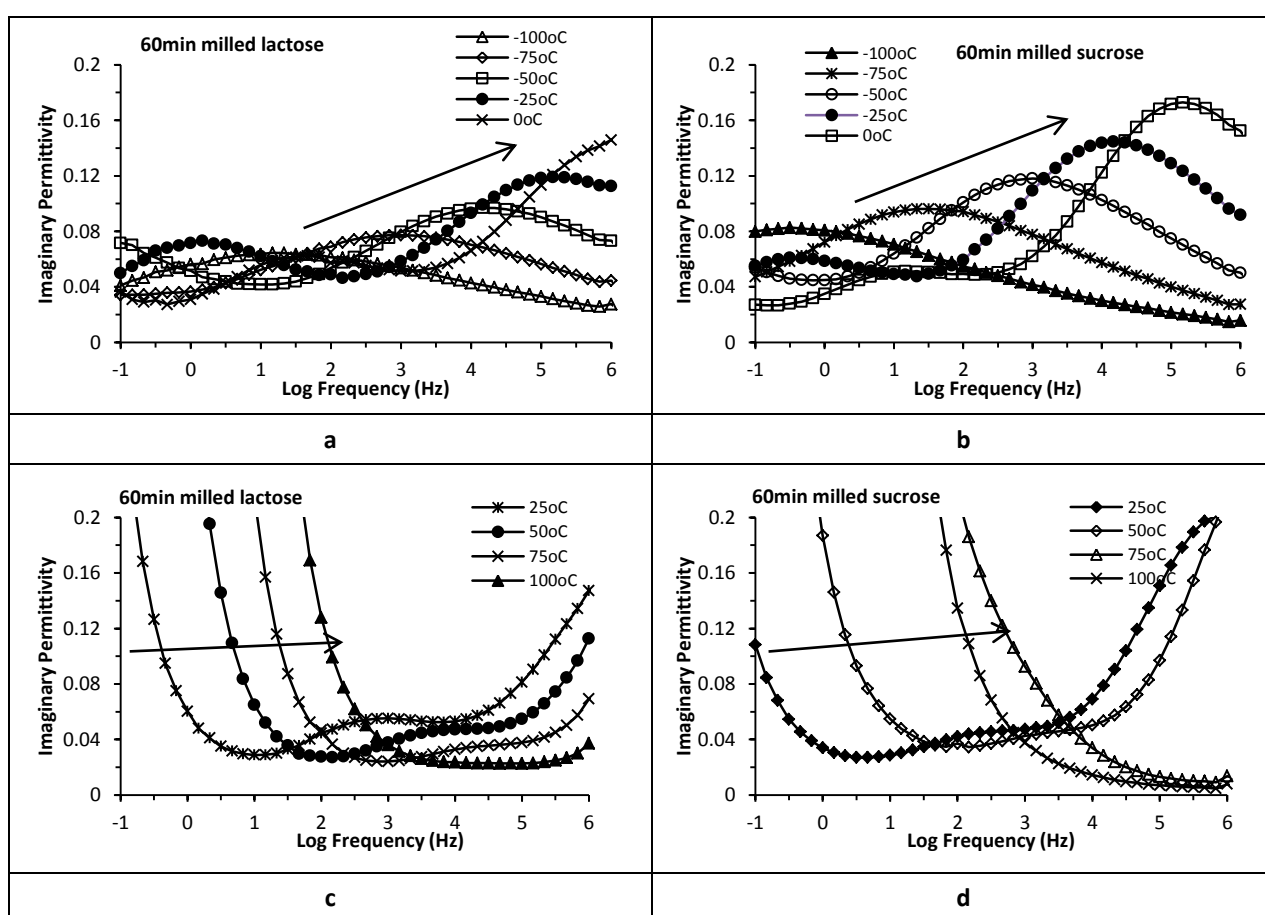 60min milled lactose
-100oC
-75oC
-50oC
-25oC
0oC
0.2
0.16
0.12
0.08
0.04
0
Imaginary Permittivity
-1 0 1 2 3 4 5 6
Log Frequency (Hz)
60min milled sucrose
-100oC
-75oC
-50oC
-25oC
0oC
0.2
0.16
0.12
0.08
0.04
0
Imaginary Permittivity
-1 0 1 2 3 4 5 6
Log Frequency (Hz)
a
b
60min milled lactose
25oC
50oC
75oC
100oC
0.2
0.16
0.12
0.08
0.04
0
Imaginary Permittivity
-1 0 1 2 3 4 5 6
Log Frequency (Hz)
60min milled sucrose
25oC
50oC
75oC
100oC
0.2
0.16
0.12
0.08
0.04
0
Imaginary Permittivity
-1 0 1 2 3 4 5 6
Log Frequency (Hz)
c
d